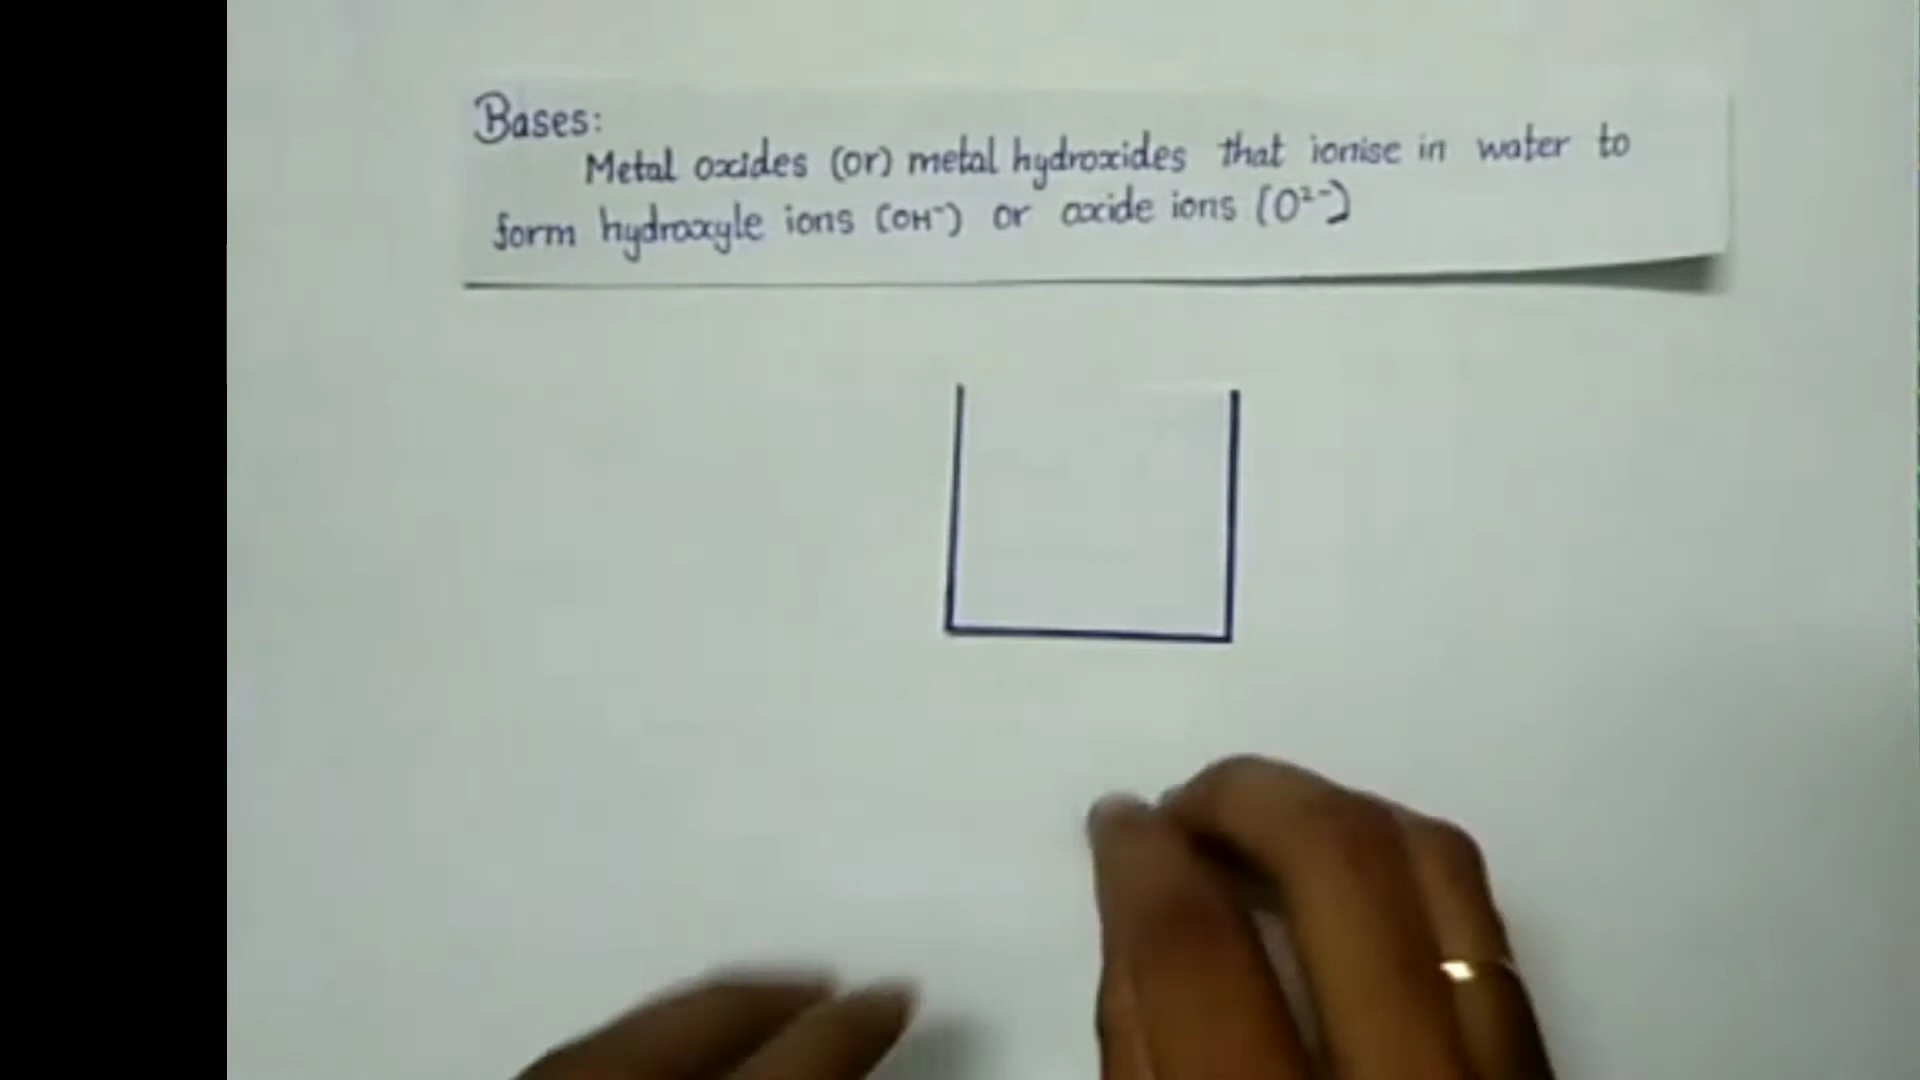 Bases:
Metal oxides (or) metal hydroxides that ionise in water to
form hydroxyle ions (OH⁻) or oxide ions (O²⁻)